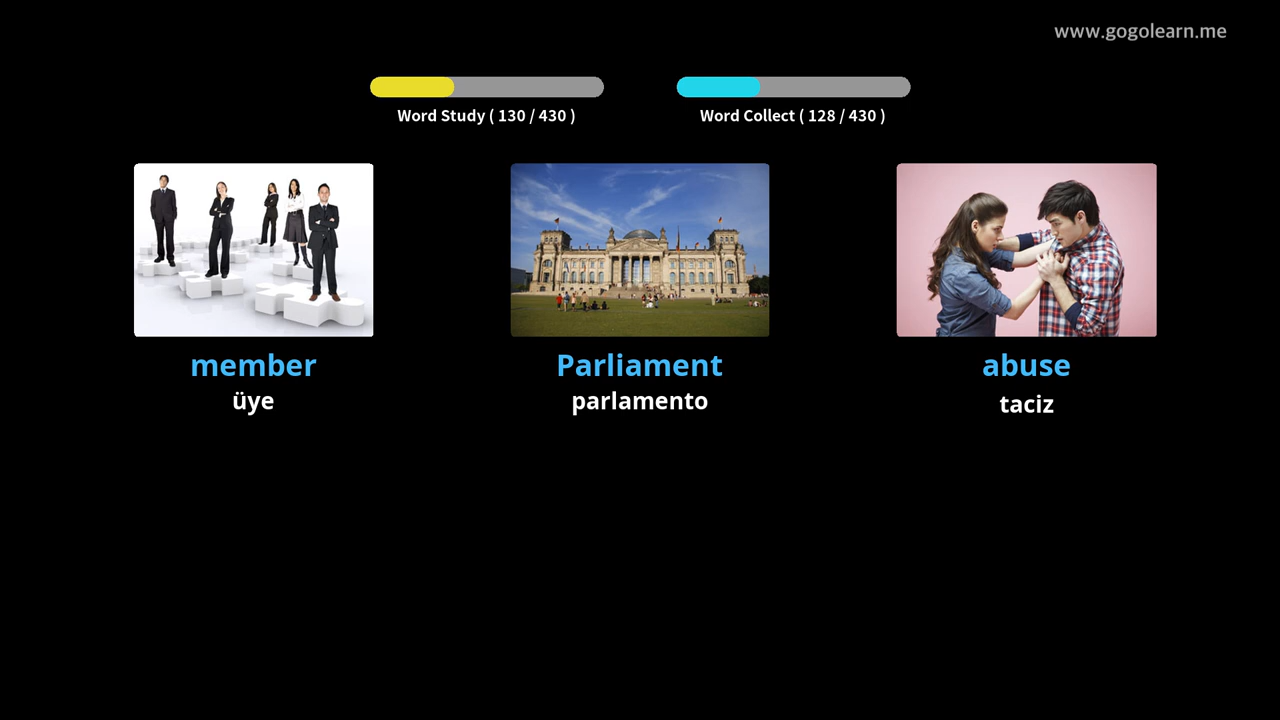 www.gogolearn.me
Word Study ( 130 / 430 )
Word Collect ( 128 / 430 )
member
üye
Parliament
parlamento
abuse
taciz